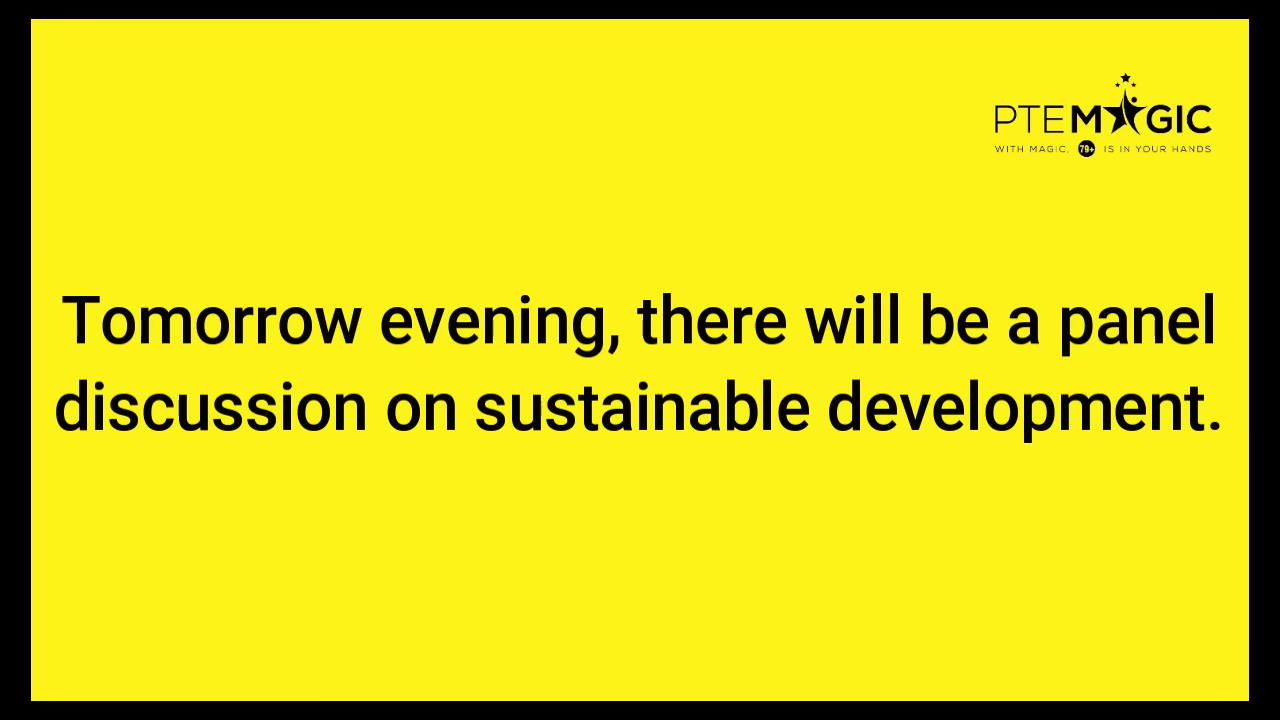 PTEMAGIC
WITH MAGIC, 79+ IS IN YOUR HANDS
Tomorrow evening, there will be a panel
discussion on sustainable development.